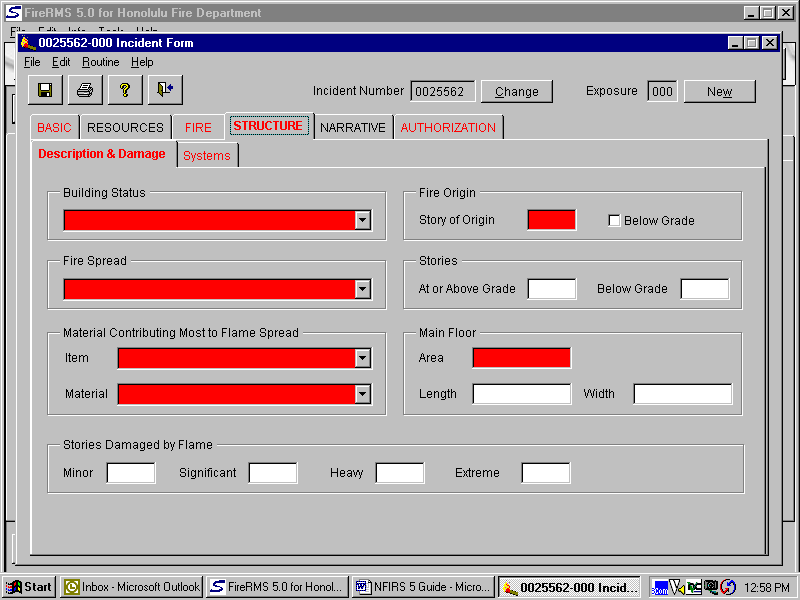 FireRMS 5.0 for Honolulu Fire Department
0025562-000 Incident Form
File Edit Routine Help
Incident Number 0025562 Change Exposure 000 New
BASIC RESOURCES FIRE STRUCTURE NARRATIVE AUTHORIZATION
Description & Damage Systems
Building Status
Fire Origin
Story of Origin Below Grade
Fire Spread
Stories
At or Above Grade Below Grade
Material Contributing Most to Flame Spread
Main Floor
Item
Area
Material
Length Width
Stories Damaged by Flame
Minor Significant Heavy Extreme
Start Inbox - Microsoft Outlook FireRMS 5.0 for Honol... NFIRS 5 Guide - Micro... 0025562-000 Incid... 3com 12:58 PM